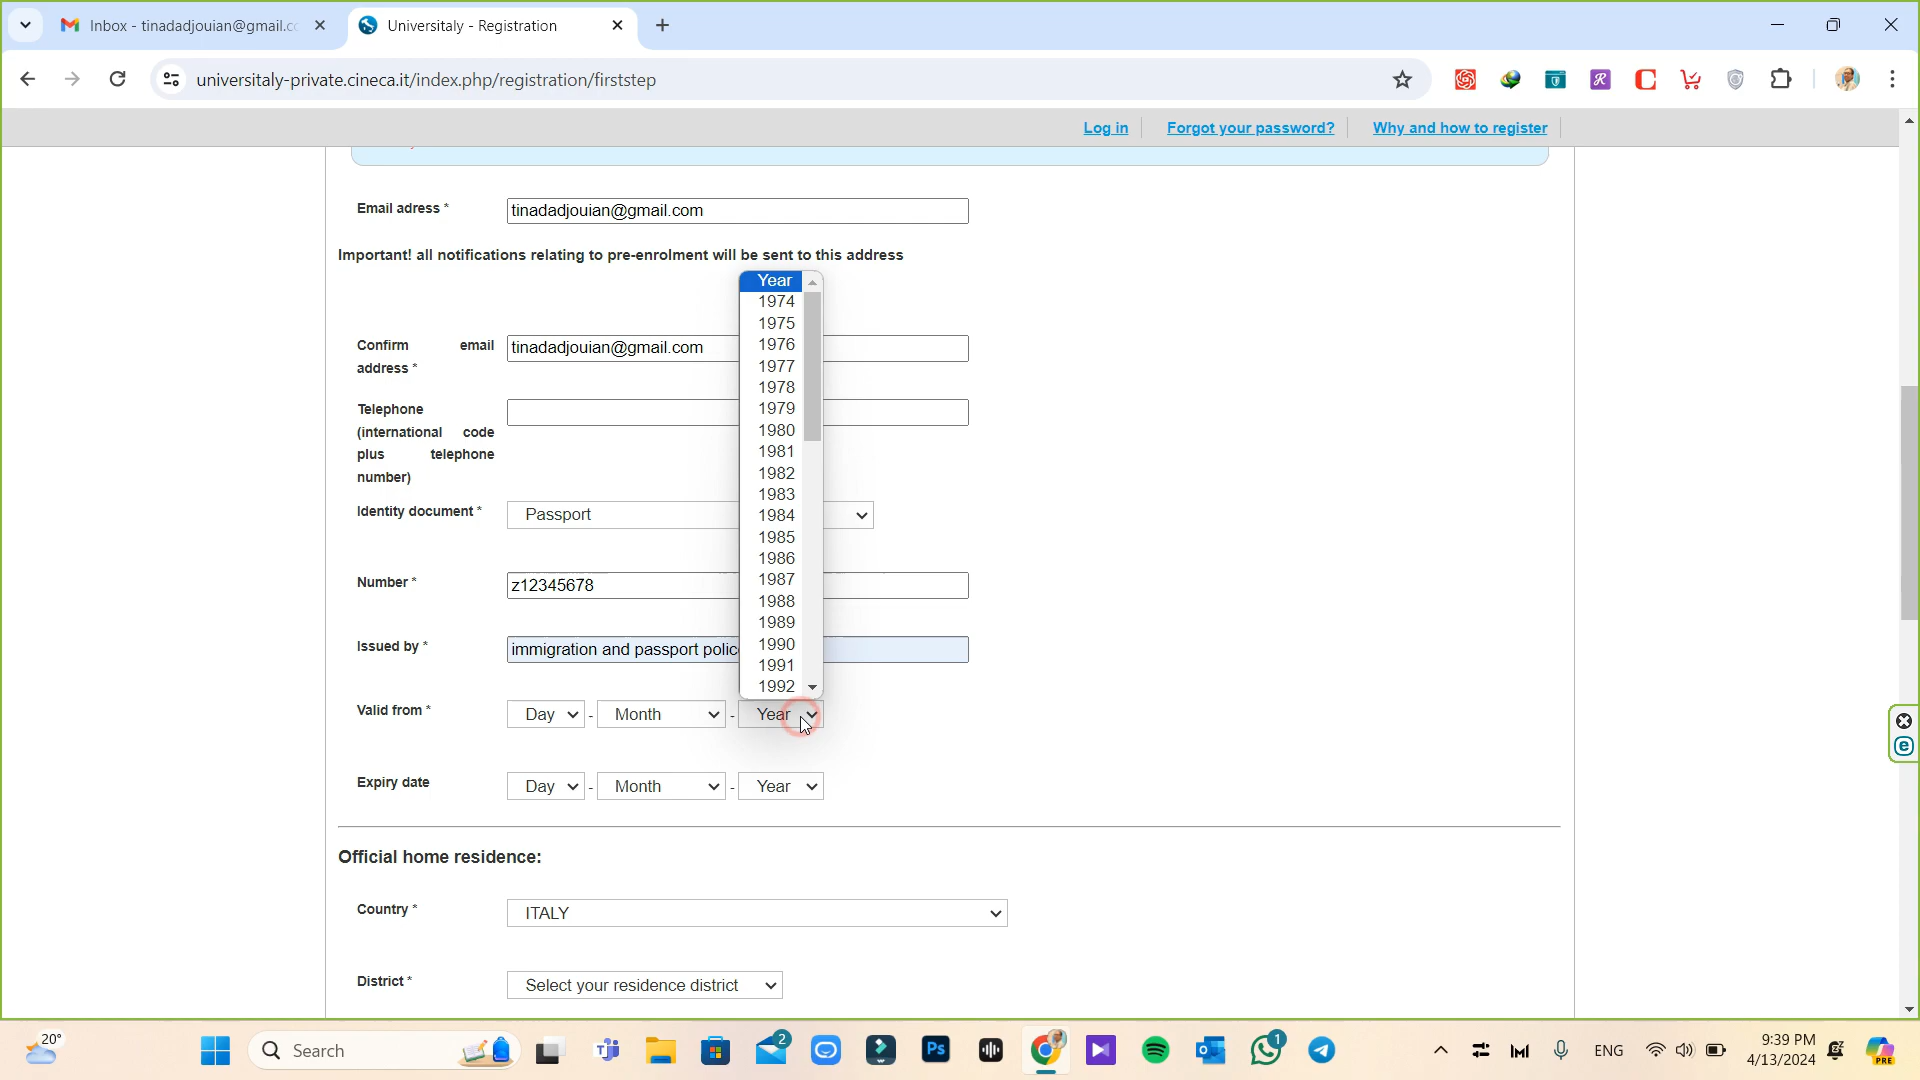 Inbox - tinadadjouian@gmail.c
Universitaly - Registration
universitaly-private.cineca.it/index.php/registration/firststep
Log in
Forgot your password?
Why and how to register
Email adress *
tinadadjouian@gmail.com
Important! all notifications relating to pre-enrolment will be sent to this address
Year
1974
1975
1976
1977
1978
1979
1980
1981
1982
1983
1984
1985
1986
1987
1988
1989
1990
1991
1992
Confirm email
address *
tinadadjouian@gmail.com
Telephone
(international code
plus telephone
number)
Identity document *
Passport
Number *
z12345678
Issued by *
immigration and passport polic
Valid from *
Day - Month - Year
Expiry date
Day - Month - Year
Official home residence:
Country *
ITALY
District *
Select your residence district
20°
Search
2
Ps
1
ENG
9:39 PM
4/13/2024
PRE